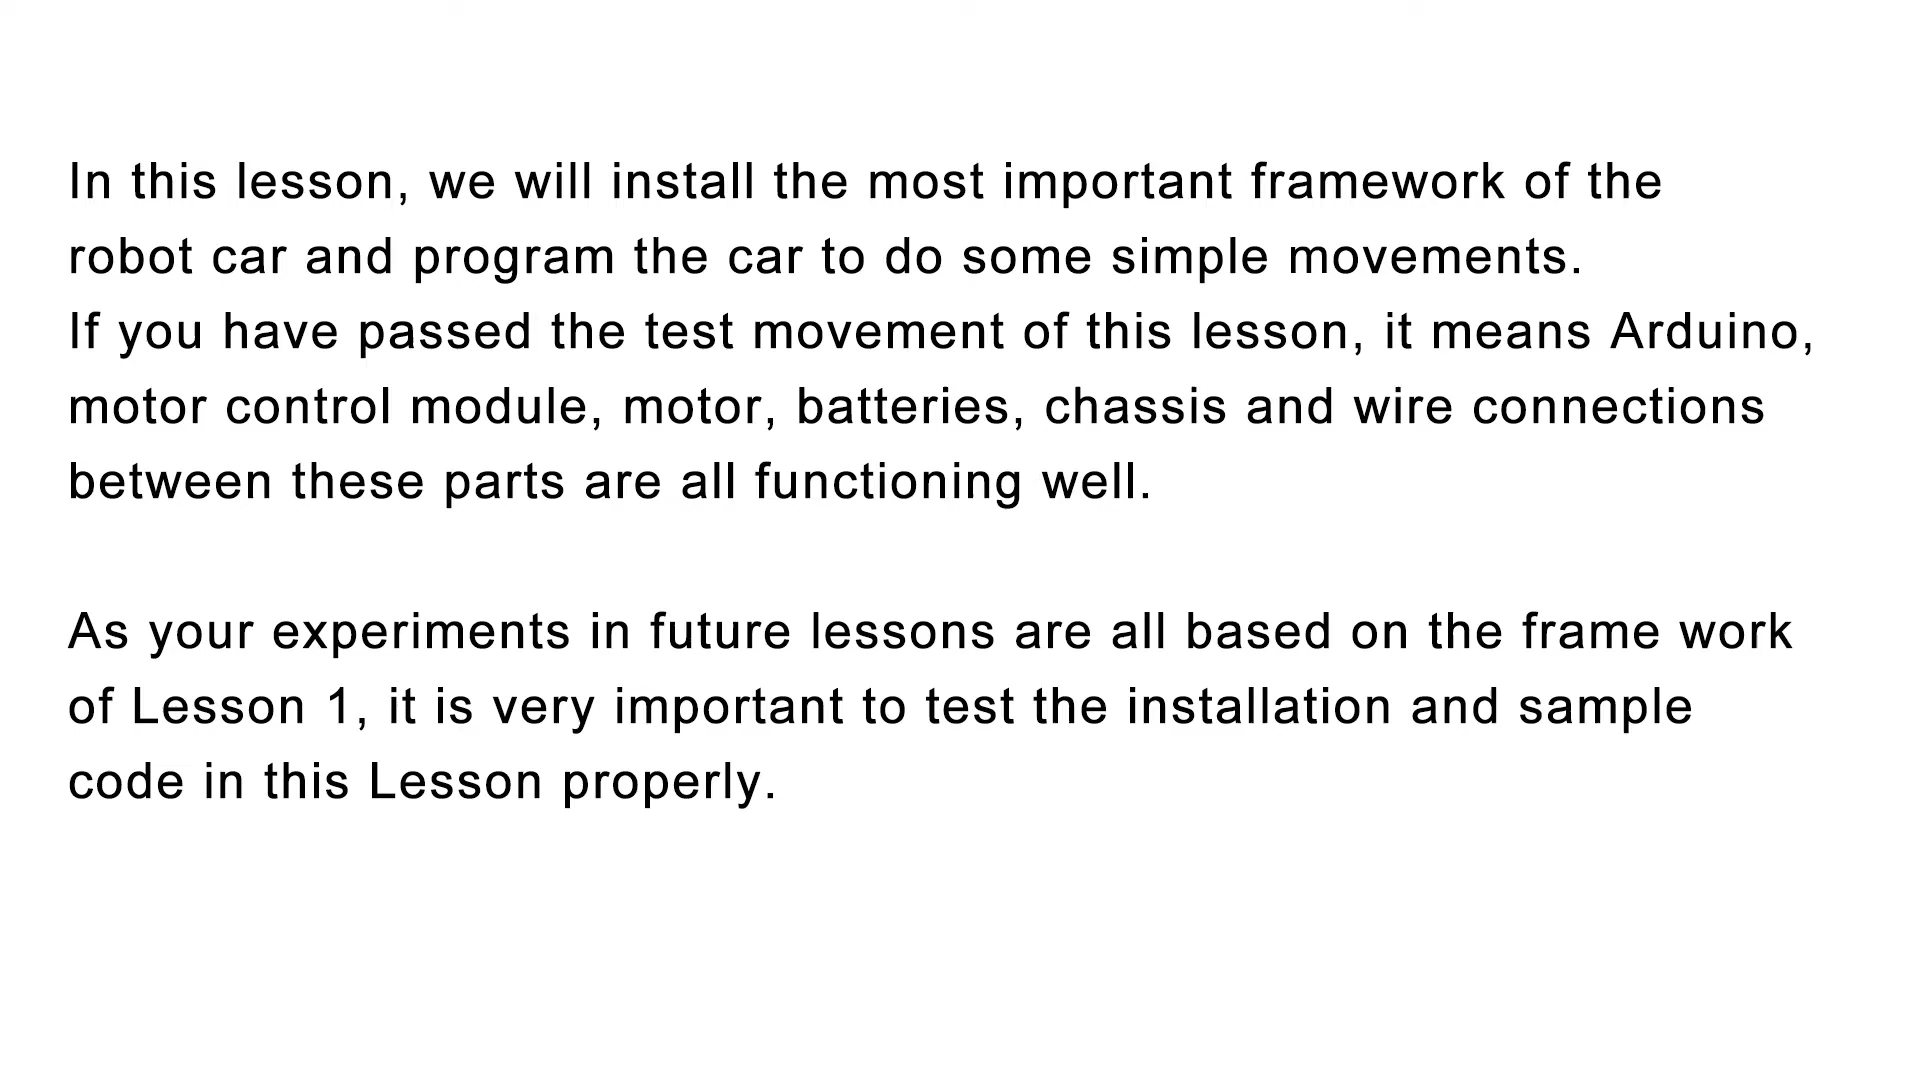 In this lesson, we will install the most important framework of the
robot car and program the car to do some simple movements.
If you have passed the test movement of this lesson, it means Arduino,
motor control module, motor, batteries, chassis and wire connections
between these parts are all functioning well.
As your experiments in future lessons are all based on the frame work
of Lesson 1, it is very important to test the installation and sample
code in this Lesson properly.